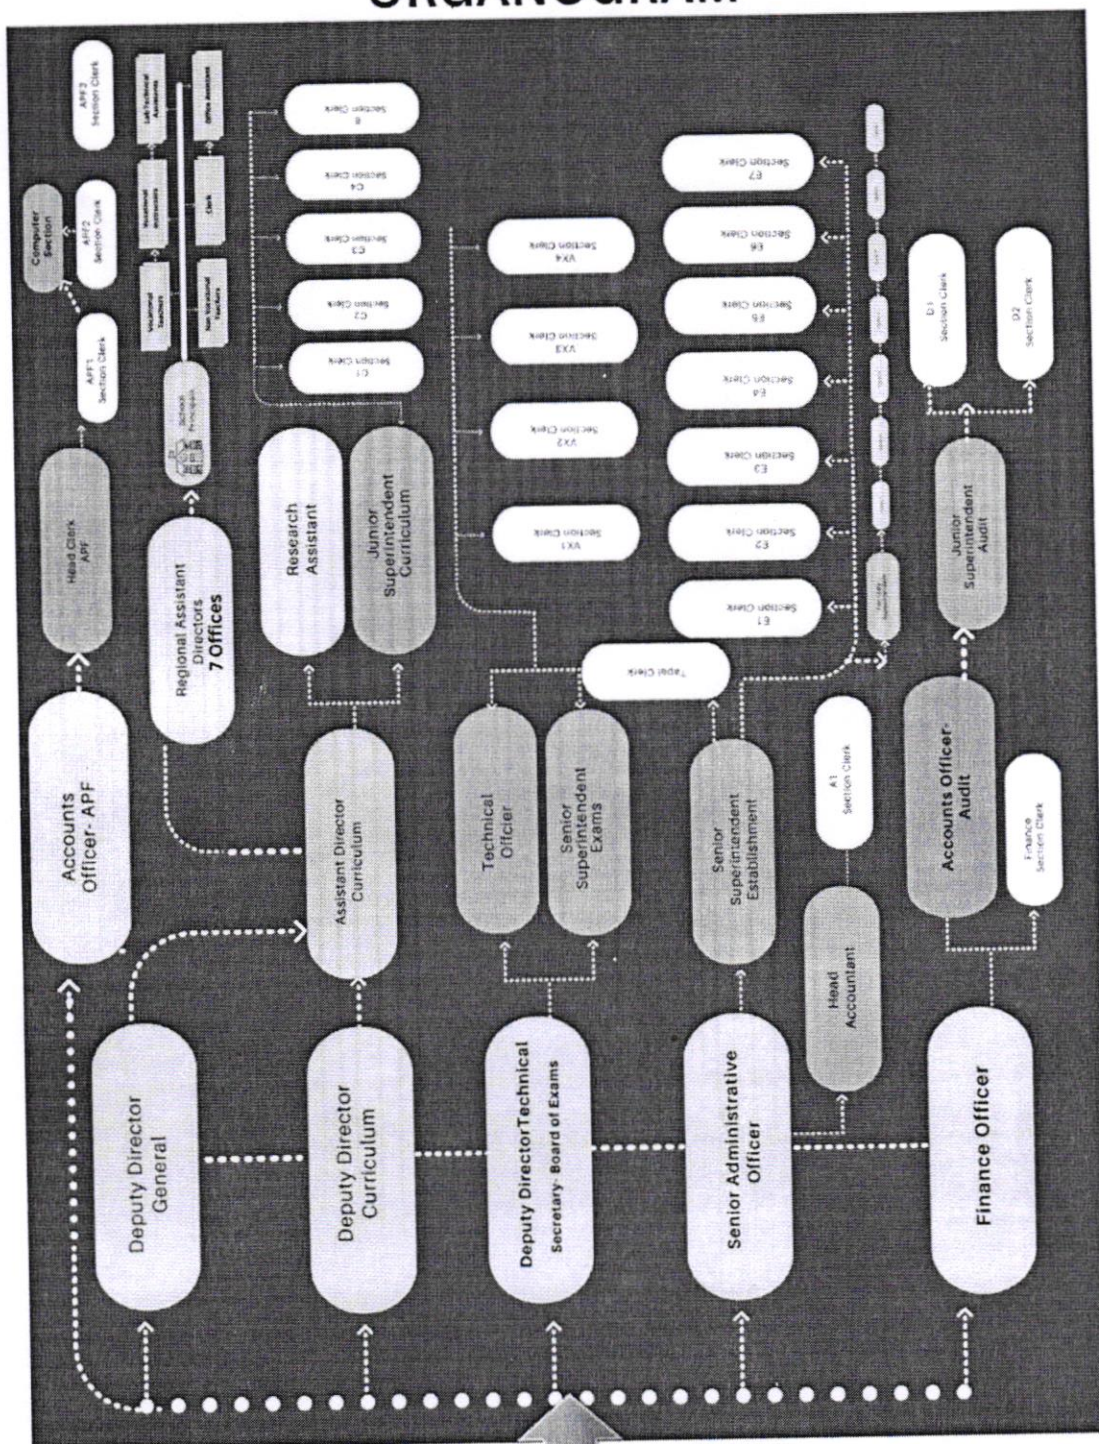 ORGANOGRAM
Accounts
Officer- APF
Head Clerk
APF
APF1
Section Clerk
APF2
Section Clerk
APF3
Section Clerk
Computer
Section
Deputy Director
General
Regional Assistant
Directors
7 Offices
School
Principals
Vocational
Teachers
Vocational
Instructors
Lab Technical
Assistants
Non Vocational
Teachers
Clerk
Office Assistant
Deputy Director
Curriculum
Assistant Director
Curriculum
Research
Assistant
Junior
Superintendent
Curriculum
C1
Section Clerk
C2
Section Clerk
C3
Section Clerk
C4
Section Clerk
Section Clerk
Deputy Director Technical
Secretary- Board of Exams
Technical
Olfcier
Senior
Superintendent
Exams
VX1
Section Clerk
VX2
Section Clerk
VX3
Section Clerk
VX4
Section Clerk
Tapal Clerk
Senior Administrative
Officer
Senior
Superintendent
Establishment
E1
Section Clerk
E2
Section Clerk
E3
Section Clerk
E4
Section Clerk
E5
Section Clerk
E6
Section Clerk
E7
Section Clerk
Head
Accountant
A1
Section Clerk
Finance Officer
Accounts Officer-
Audit
Finance
Section Clerk
Junior
Superintendent
Audit
D1
Section Clerk
D2
Section Clerk